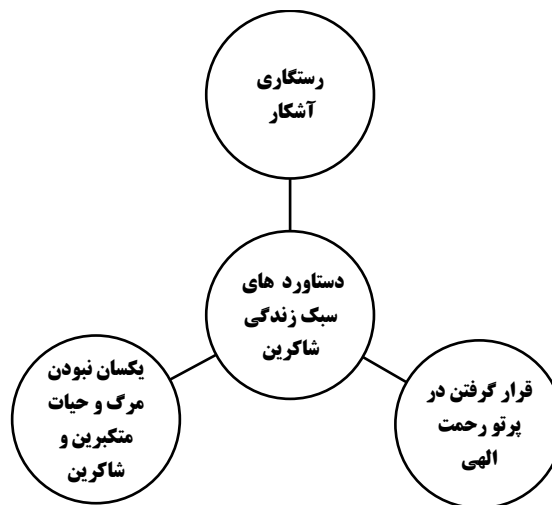 رستگاری
آشکار
دستاورد های
سبک زندگی
شاکرین
یکسان نبودن
مرگ و حیات
متکبرین و
شاکرین
قرار گرفتن در
پرتو رحمت
الهی